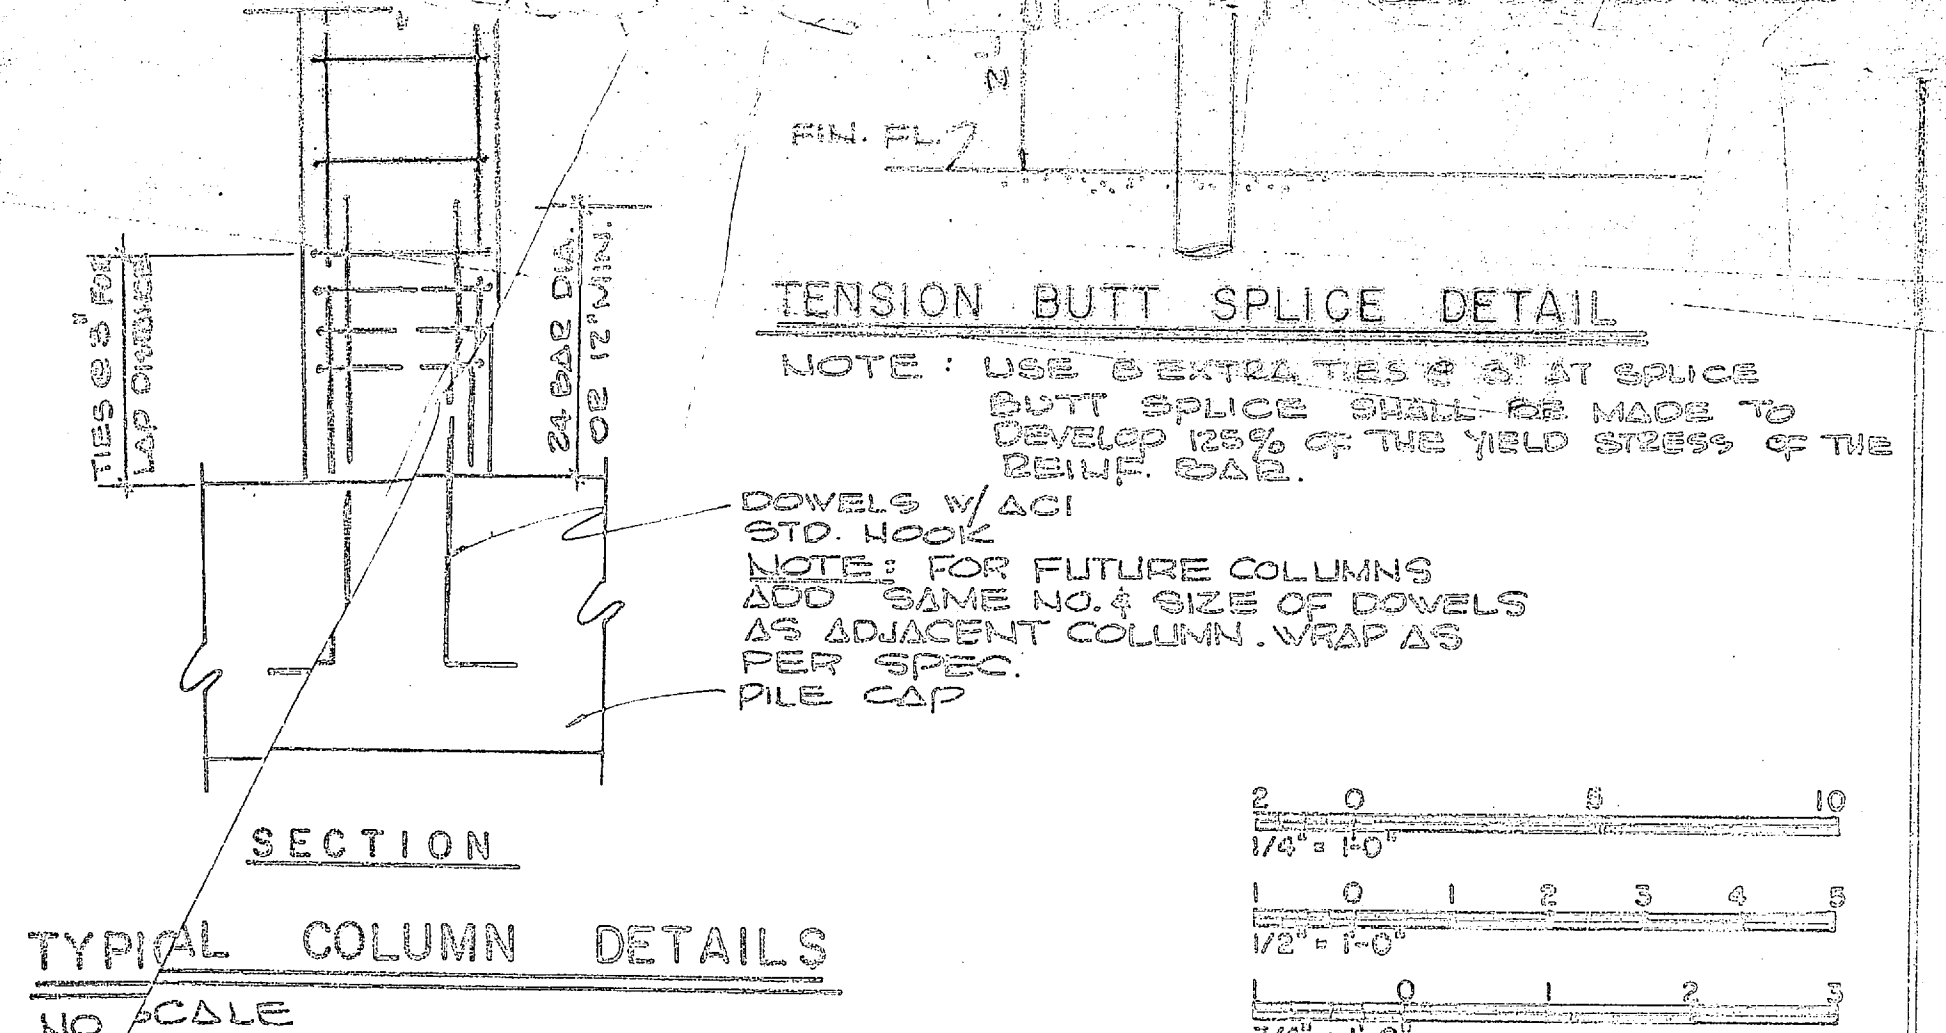 FIN. FL.
TIES @ 3" FOR
LAP DISTANCE
24 BAR DIA.
OR 12" MIN.
TENSION BUTT SPLICE DETAIL
NOTE : USE EXTRA TIES @ 3" AT SPLICE
BUTT SPLICE SHALL BE MADE TO
DEVELOP 125% OF THE YIELD STRESS OF THE
REINF. BAR.
DOWELS W/ ACI
STD. HOOK
NOTE: FOR FUTURE COLUMNS
ADD SAME NO. & SIZE OF DOWELS
AS ADJACENT COLUMN. WRAP AS
PER SPEC.
PILE CAP
SECTION
TYPICAL COLUMN DETAILS
NO SCALE
2 0 5 10
1/4" = 1'-0"
1 0 1 2 3 4 5
1/2" = 1'-0"
1 0 1 2 3